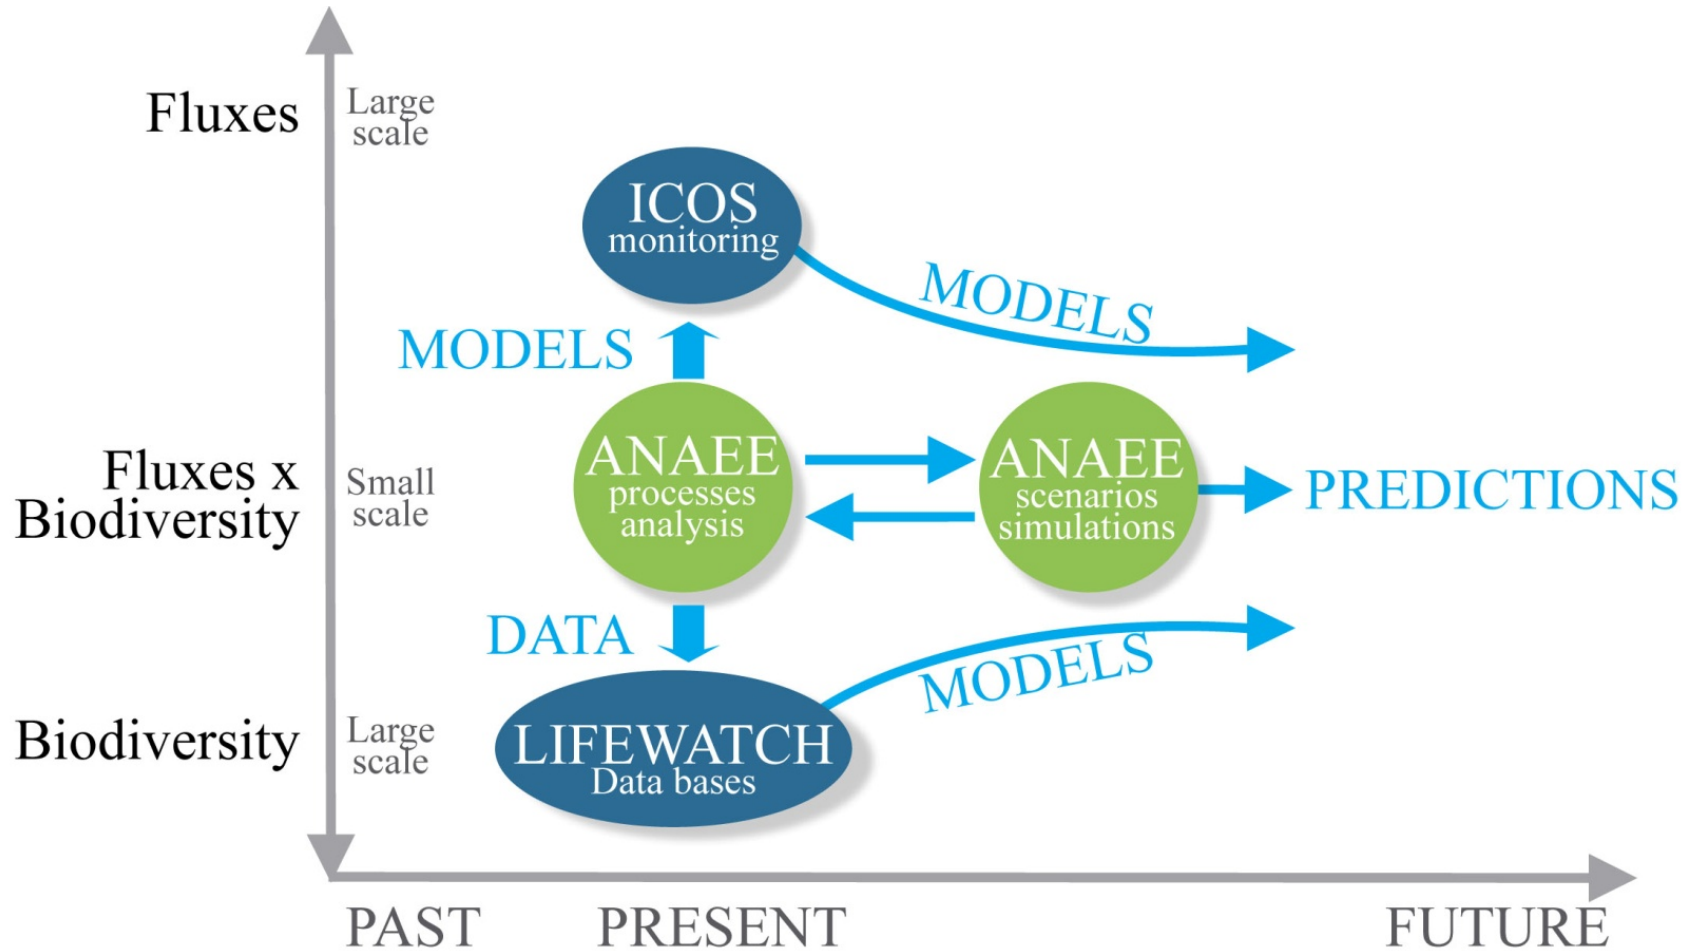 Fluxes
Large
scale
ICOS
monitoring
MODELS
MODELS
Fluxes x
Biodiversity
Small
scale
ANAEE
processes
analysis
ANAEE
scenarios
simulations
PREDICTIONS
DATA
MODELS
Biodiversity
Large
scale
LIFEWATCH
Data bases
PAST
PRESENT
FUTURE